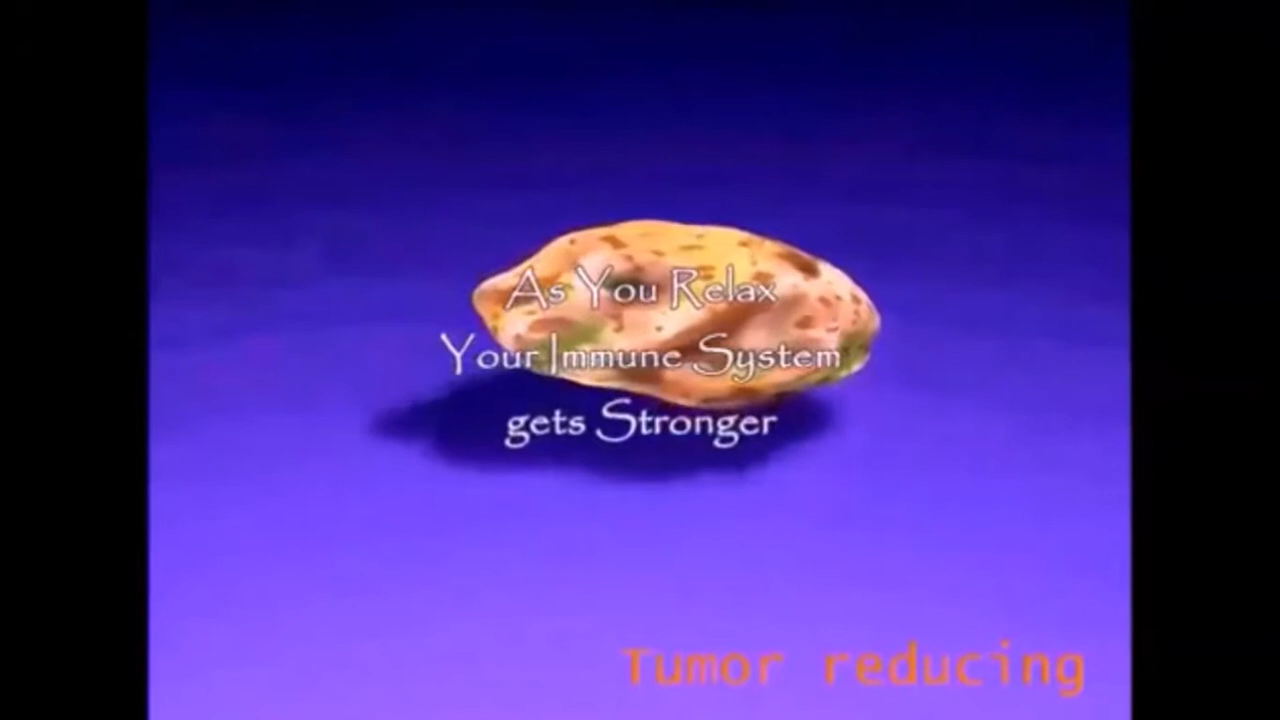 As You Relax
Your Immune System
gets Stronger
Tumor reducing